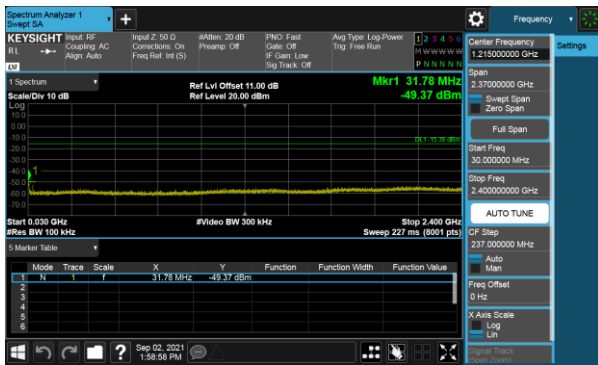 Spectrum Analyzer 1
Swept SA
+
Frequency
KEYSIGHT
RL
Input: RF
Coupling: AC
Align: Auto
Input Z: 50 Ω
Corrections: On
Freq Ref: Int (S)
#Atten: 20 dB
Preamp: Off
PNO: Fast
Gate: Off
IF Gain: Low
Sig Track: Off
Avg Type: Log-Power
Trig: Free Run
1 2 3 4 5 6
M W W W W W
P N N N N N
LXI
1 Spectrum
Scale/Div 10 dB
Ref Lvl Offset 11.00 dB
Ref Level 20.00 dBm
Mkr1 31.78 MHz
-49.37 dBm
Log
10.0
0.00
-10.0
-20.0
-30.0
-40.0
-50.0
-60.0
-70.0
1
Start 0.030 GHz
#Res BW 100 kHz
#Video BW 300 kHz
Stop 2.400 GHz
Sweep 227 ms (8001 pts)
5 Marker Table
Mode Trace Scale X Y Function Function Width Function Value
1 N 1 f 31.78 MHz -49.37 dBm
2
3
4
5
6
Sep 02, 2021
1:58:58 PM
?
Center Frequency
1.215000000 GHz
Settings
Span
2.37000000 GHz
Swept Span
Zero Span
Full Span
Start Freq
30.000000 MHz
Stop Freq
2.400000000 GHz
AUTO TUNE
CF Step
237.000000 MHz
Auto
Man
Freq Offset
0 Hz
X Axis Scale
Log
Lin
Signal Track
(Span Zoom)